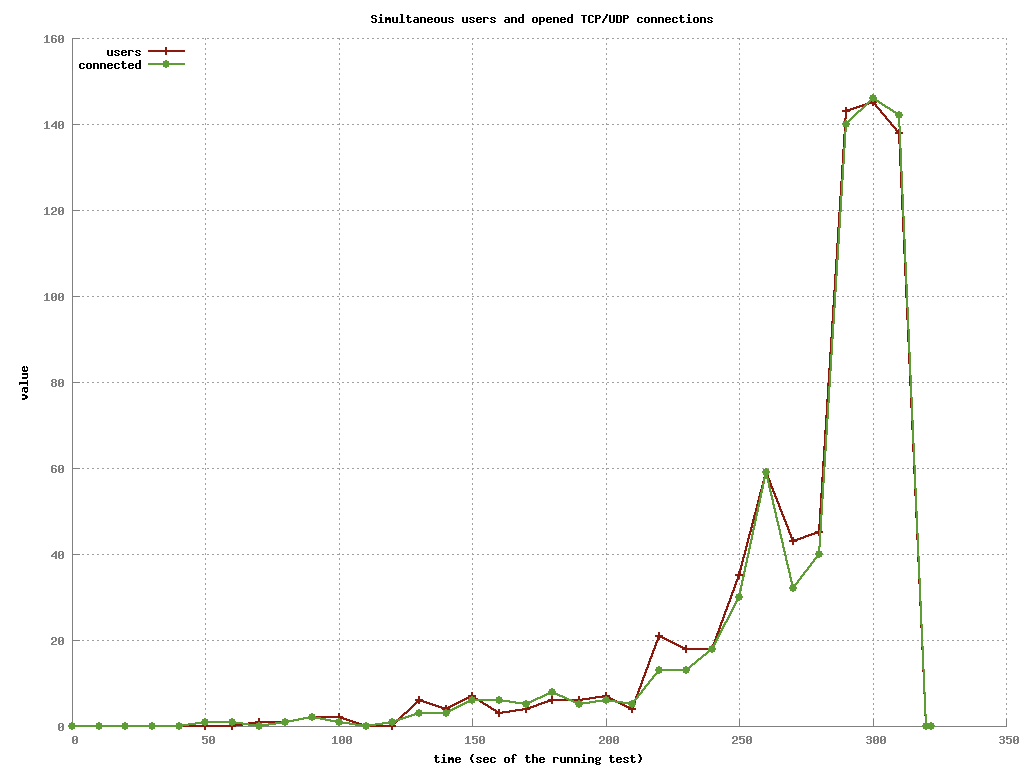 Simultaneous users and opened TCP/UDP connections
160
users
connected
140
120
100
80
value
60
40
20
0
0 50 100 150 200 250 300 350
time (sec of the running test)